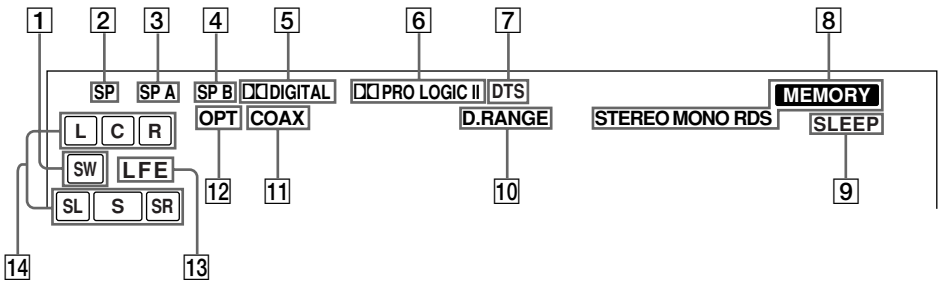 1 2 3 4 5 6 7 8
SP SP A SP B DIGITAL PRO LOGIC II DTS MEMORY
OPT COAX D.RANGE STEREO MONO RDS SLEEP
L C R
SW LFE
12 11 10 9
SL S SR
14 13